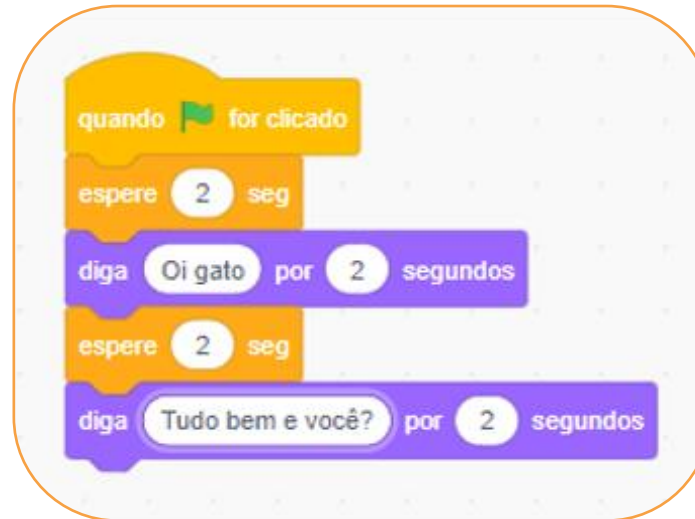 quando for clicado
espere 2 seg
diga Oi gato por 2 segundos
espere 2 seg
diga Tudo bem e você? por 2 segundos